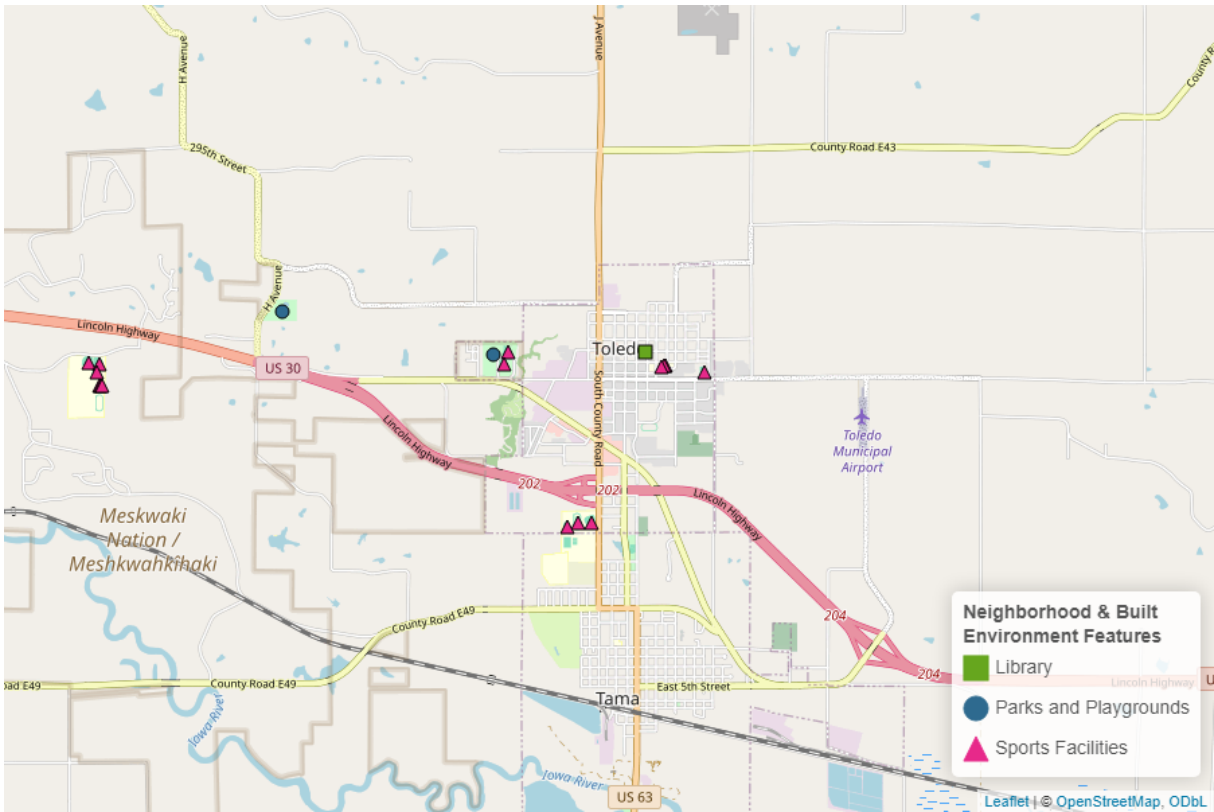 J Avenue
H Avenue
County R
295th Street
County Road E43
H Avenue
Lincoln Highway
Toled
US 30
South County Road
Toledo
Municipal
Airport
Lincoln Highway
202
202
Lincoln Highway
Meskwaki
Nation /
Meshkwahkîhaki
Neighborhood & Built
Environment Features
Library
Parks and Playgrounds
Sports Facilities
204
County Road E49
204
oad E49
County Road E49
East 5th Street
Lincoln Highway
U
Iowa River
Tama
Iowa River
US 63
Leaflet | © OpenStreetMap, ODbL